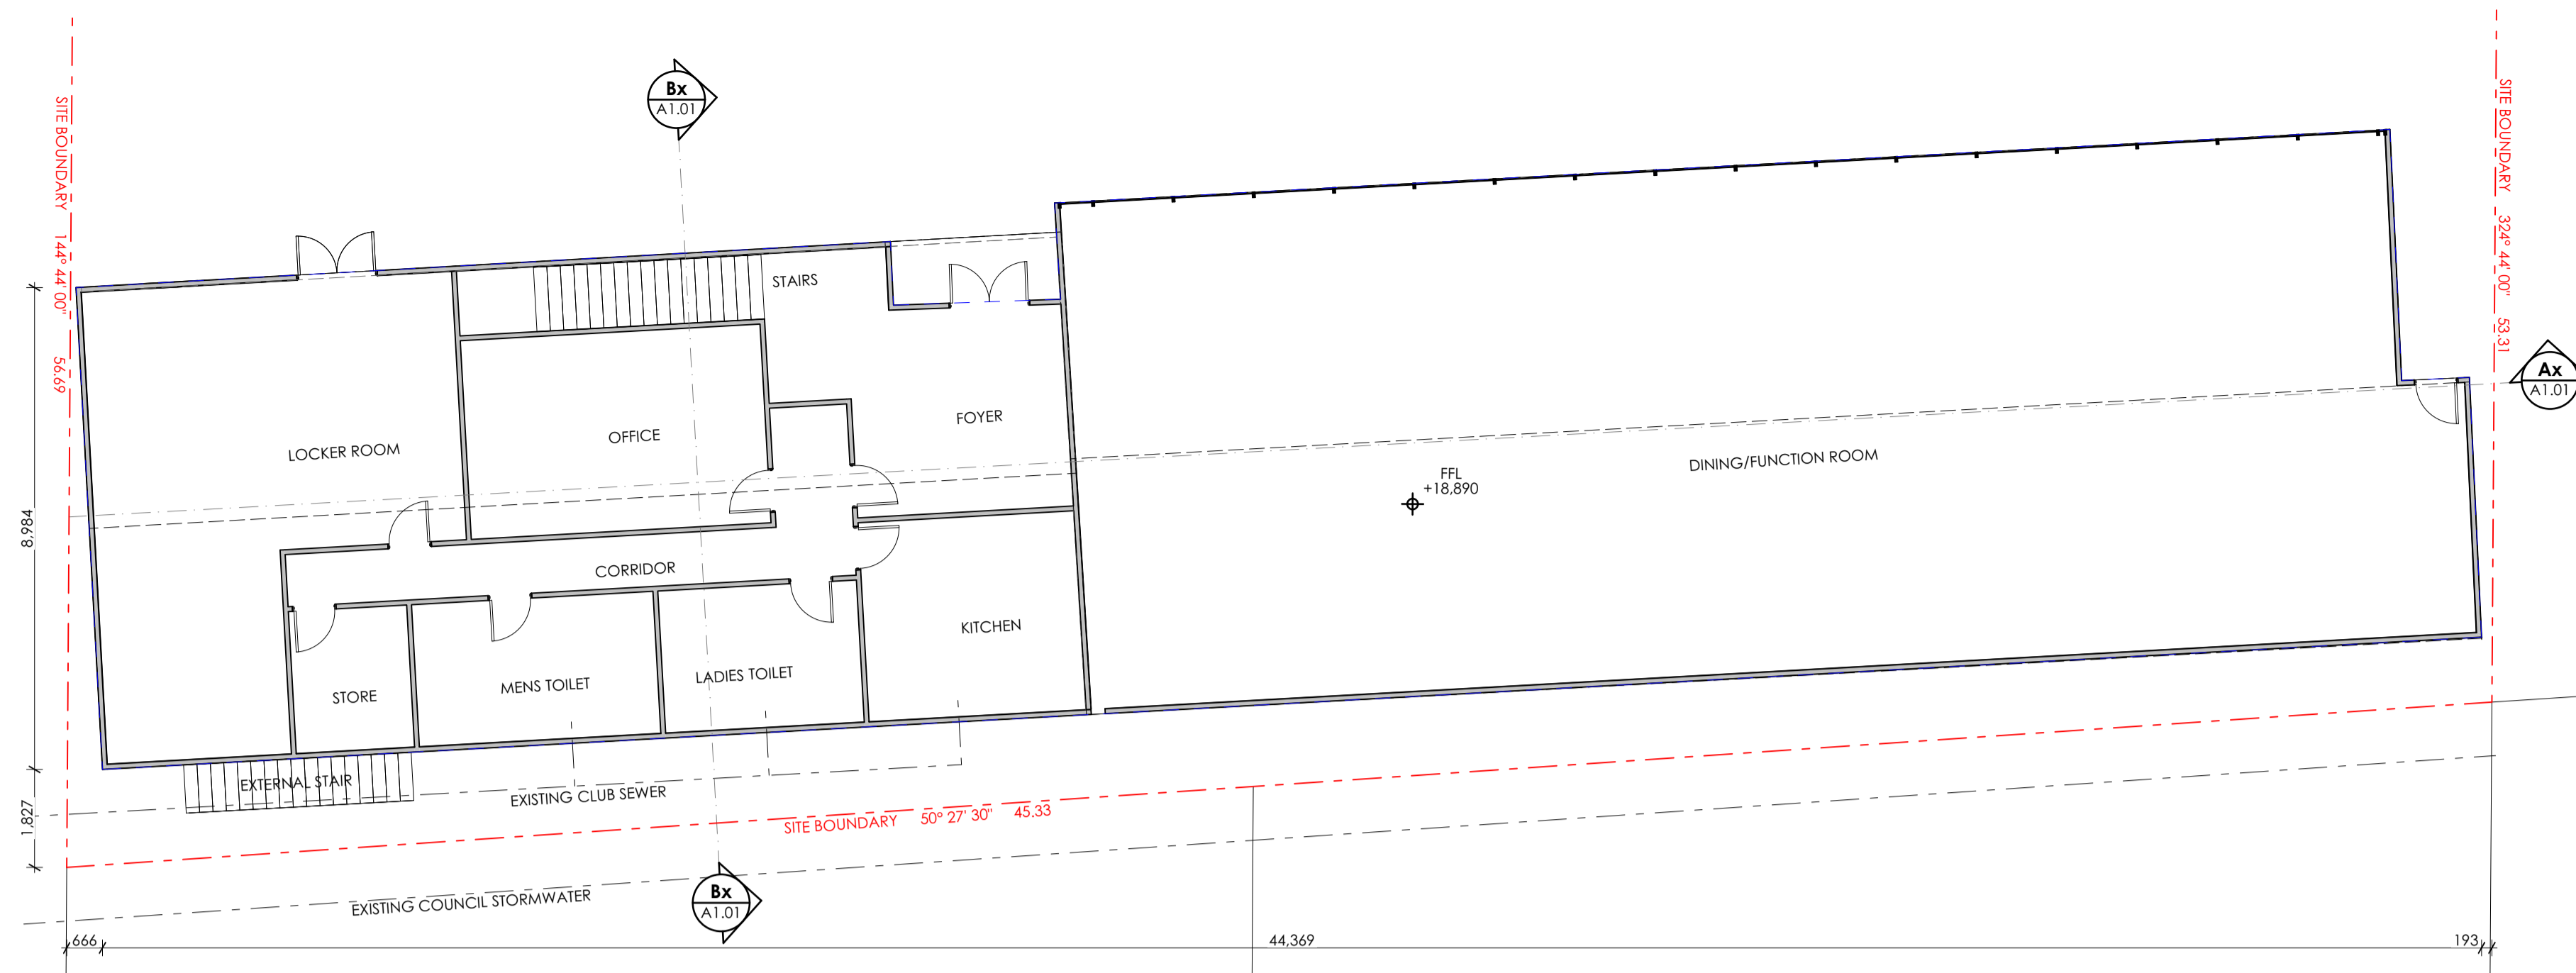 Bx
A1.01
SITE BOUNDARY 144° 44' 00" 56.69
SITE BOUNDARY 324° 44' 00" 53.31
STAIRS
Ax
A1.01
FOYER
OFFICE
LOCKER ROOM
DINING/FUNCTION ROOM
FFL
+18,890
8,984
CORRIDOR
KITCHEN
LADIES TOILET
MENS TOILET
STORE
EXTERNAL STAIR
EXISTING CLUB SEWER
1,827
SITE BOUNDARY 50° 27' 30" 45.33
EXISTING COUNCIL STORMWATER
Bx
A1.01
666
44,369
193